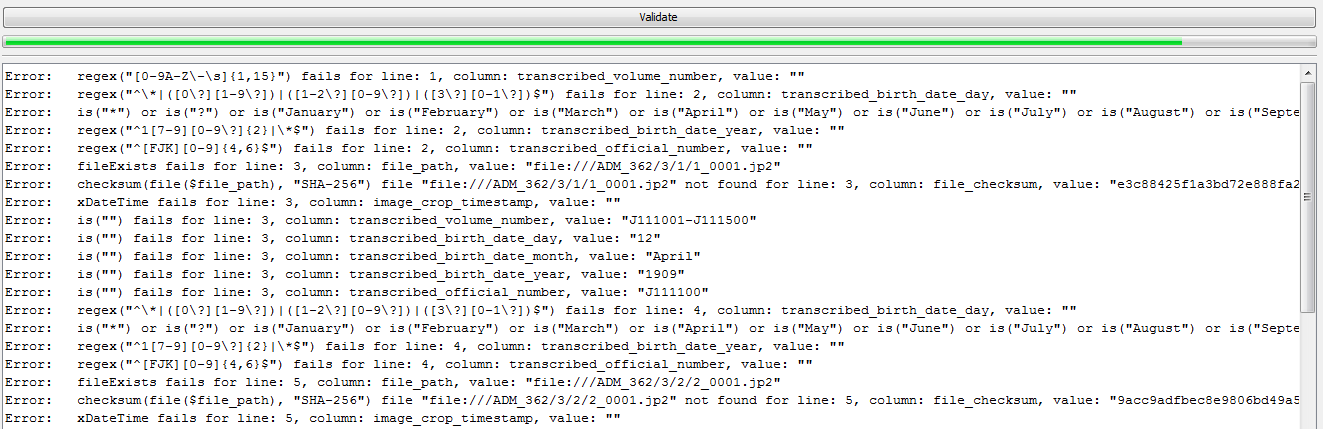 Validate
Error: regex("[0-9A-Z\-\s]{1,15}") fails for line: 1, column: transcribed_volume_number, value: ""
Error: regex("^\*|([0\?][1-9\?])|([1-2\?][0-9\?])|([3\?][0-1\?])$") fails for line: 2, column: transcribed_birth_date_day, value: ""
Error: is("*") or is("?") or is("January") or is("February") or is("March") or is("April") or is("May") or is("June") or is("July") or is("August") or is("Septe
Error: regex("^1[7-9][0-9\?]{2}|\*$") fails for line: 2, column: transcribed_birth_date_year, value: ""
Error: regex("^[FJK][0-9]{4,6}$") fails for line: 2, column: transcribed_official_number, value: ""
Error: fileExists fails for line: 3, column: file_path, value: "file:///ADM_362/3/1/1_0001.jp2"
Error: checksum(file($file_path), "SHA-256") file "file:///ADM_362/3/1/1_0001.jp2" not found for line: 3, column: file_checksum, value: "e3c88425f1a3bd72e888fa2
Error: xDateTime fails for line: 3, column: image_crop_timestamp, value: ""
Error: is("") fails for line: 3, column: transcribed_volume_number, value: "J111001-J111500"
Error: is("") fails for line: 3, column: transcribed_birth_date_day, value: "12"
Error: is("") fails for line: 3, column: transcribed_birth_date_month, value: "April"
Error: is("") fails for line: 3, column: transcribed_birth_date_year, value: "1909"
Error: is("") fails for line: 3, column: transcribed_official_number, value: "J111100"
Error: regex("^\*|([0\?][1-9\?])|([1-2\?][0-9\?])|([3\?][0-1\?])$") fails for line: 4, column: transcribed_birth_date_day, value: ""
Error: is("*") or is("?") or is("January") or is("February") or is("March") or is("April") or is("May") or is("June") or is("July") or is("August") or is("Septe
Error: regex("^1[7-9][0-9\?]{2}|\*$") fails for line: 4, column: transcribed_birth_date_year, value: ""
Error: regex("^[FJK][0-9]{4,6}$") fails for line: 4, column: transcribed_official_number, value: ""
Error: fileExists fails for line: 5, column: file_path, value: "file:///ADM_362/3/2/2_0001.jp2"
Error: checksum(file($file_path), "SHA-256") file "file:///ADM_362/3/2/2_0001.jp2" not found for line: 5, column: file_checksum, value: "9acc9adfbec8e9806bd49a5
Error: xDateTime fails for line: 5, column: image_crop_timestamp, value: ""